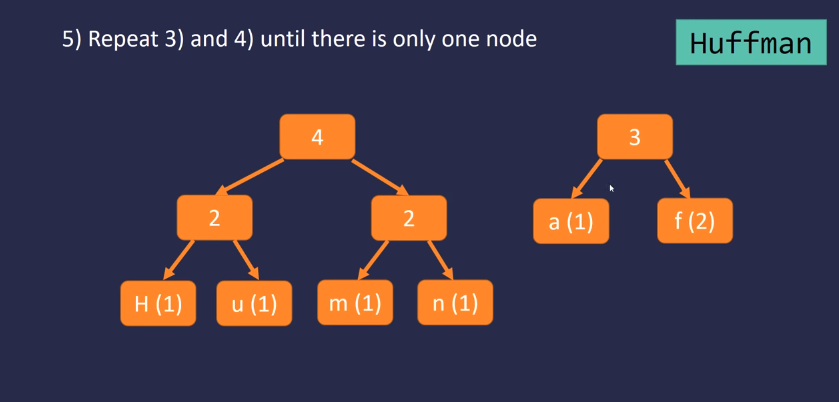 5) Repeat 3) and 4) until there is only one node
Huffman
4
3
2
2
a (1)
f (2)
H (1)
u (1)
m (1)
n (1)